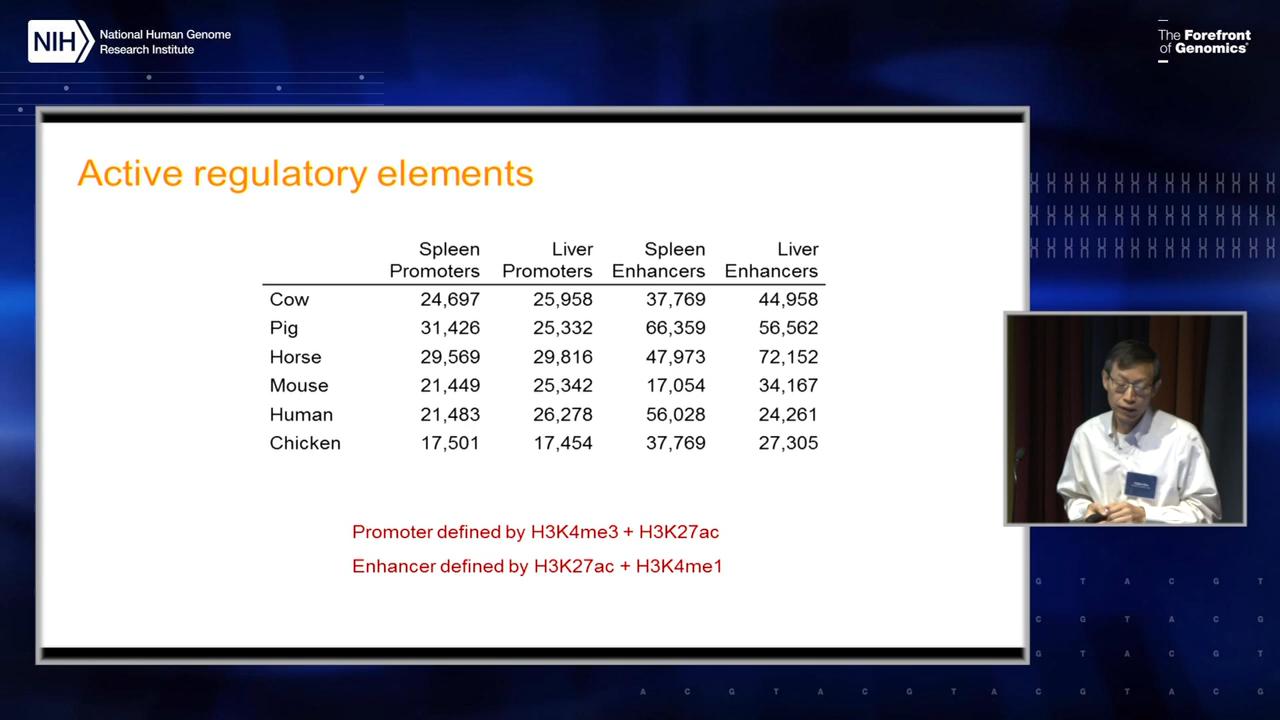 NIH
National Human Genome
Research Institute
The Forefront
of Genomics®
Active regulatory elements
Spleen Promoters Liver Promoters Spleen Enhancers Liver Enhancers
Cow 24,697 25,958 37,769 44,958
Pig 31,426 25,332 66,359 56,562
Horse 29,569 29,816 47,973 72,152
Mouse 21,449 25,342 17,054 34,167
Human 21,483 26,278 56,028 24,261
Chicken 17,501 17,454 37,769 27,305
Promoter defined by H3K4me3 + H3K27ac
Enhancer defined by H3K27ac + H3K4me1
G T A C G T
C G T A C G
G T A C G T
A C G T A C G T A C G T A C G